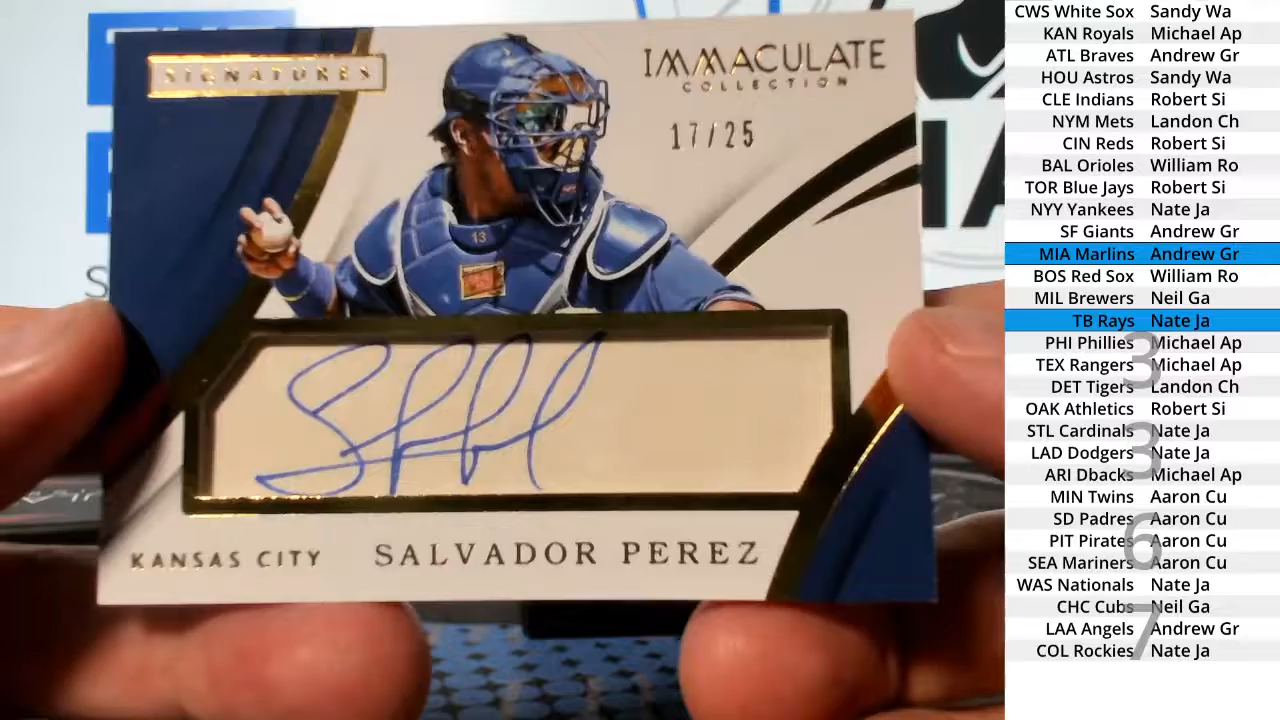 SIGNATURES
IMMACULATE
COLLECTION
17/25
13
KANSAS CITY SALVADOR PEREZ
CWS White Sox Sandy Wa
KAN Royals Michael Ap
ATL Braves Andrew Gr
HOU Astros Sandy Wa
CLE Indians Robert Si
NYM Mets Landon Ch
CIN Reds Robert Si
BAL Orioles William Ro
TOR Blue Jays Robert Si
NYY Yankees Nate Ja
SF Giants Andrew Gr
MIA Marlins Andrew Gr
BOS Red Sox William Ro
MIL Brewers Neil Ga
TB Rays Nate Ja
PHI Phillies Michael Ap
TEX Rangers Michael Ap
DET Tigers Landon Ch
OAK Athletics Robert Si
STL Cardinals Nate Ja
LAD Dodgers Nate Ja
ARI Dbacks Michael Ap
MIN Twins Aaron Cu
SD Padres Aaron Cu
PIT Pirates Aaron Cu
SEA Mariners Aaron Cu
WAS Nationals Nate Ja
CHC Cubs Neil Ga
LAA Angels Andrew Gr
COL Rockies Nate Ja
3
3
6
7